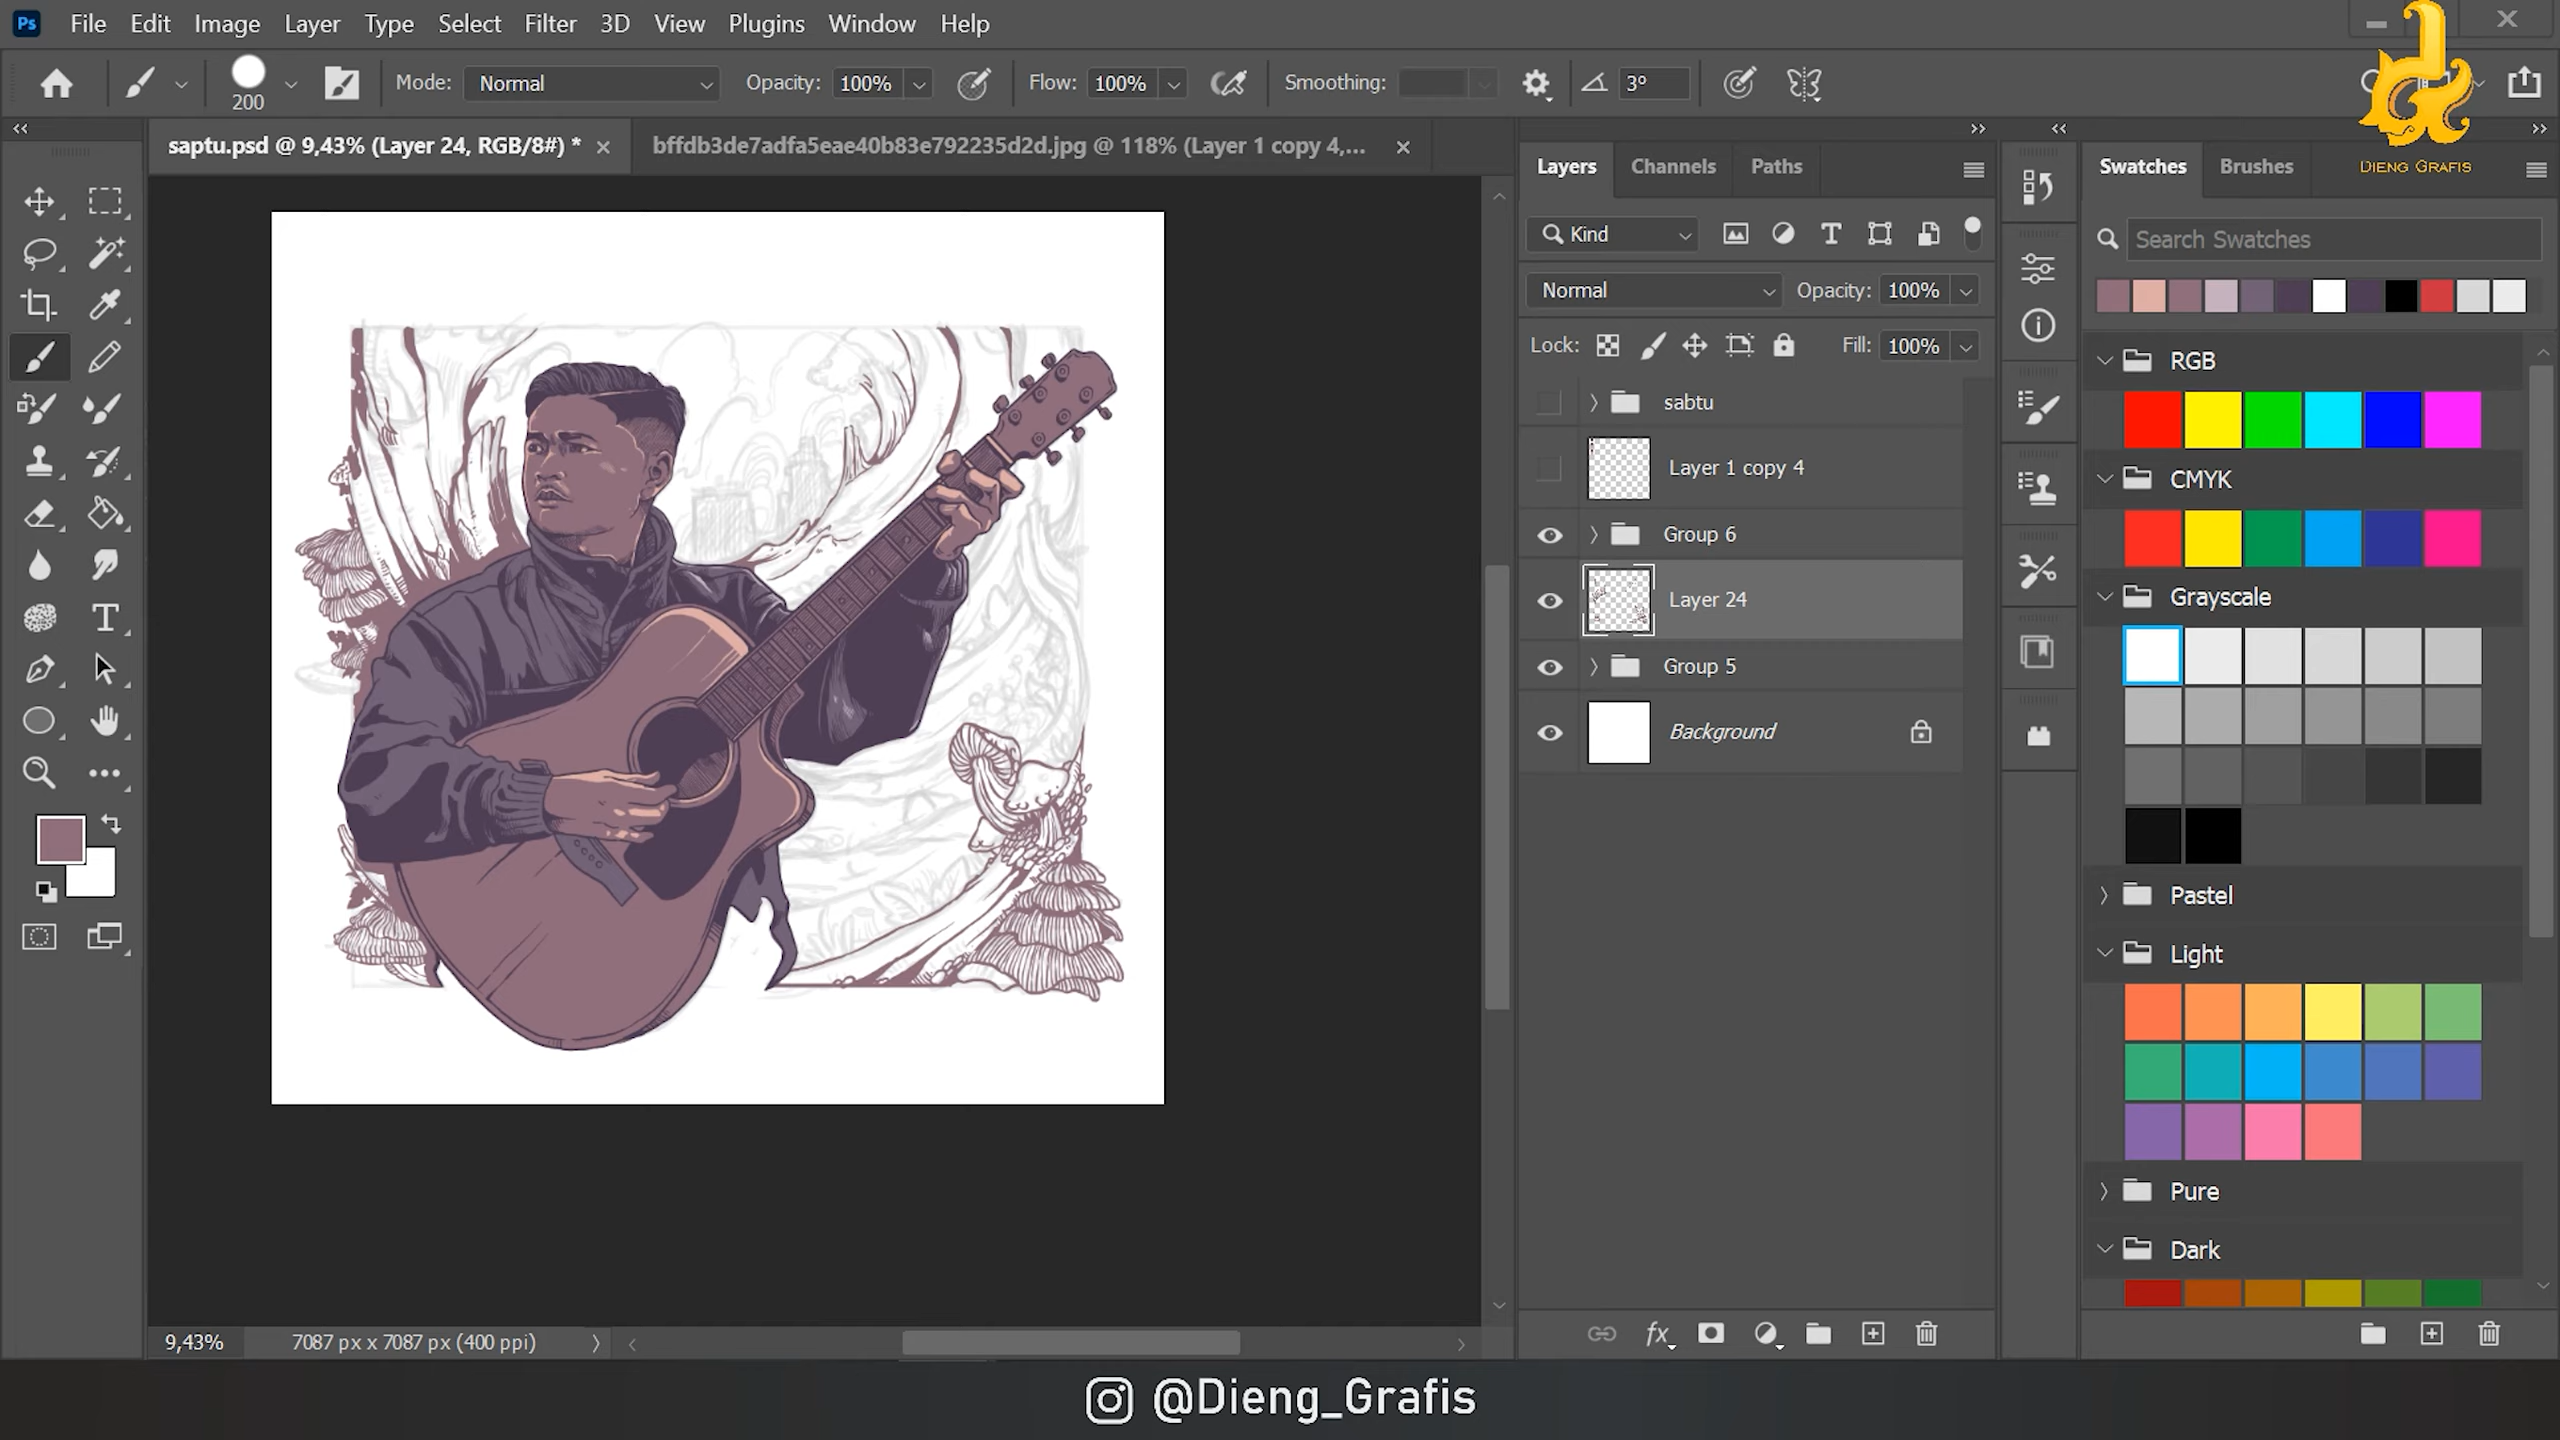 Ps File Edit Image Layer Type Select Filter 3D View Plugins Window Help
200 Mode: Normal Opacity: 100% Flow: 100% Smoothing: 3°
DIENG GRAFIS
saptu.psd @ 9,43% (Layer 24, RGB/8#) *
bffdb3de7adfa5eae40b83e792235d2d.jpg @ 118% (Layer 1 copy 4,...
Layers Channels Paths
Kind
Normal Opacity: 100%
Lock: Fill: 100%
sabtu
Layer 1 copy 4
Group 6
Layer 24
Group 5
Background
Swatches Brushes
Search Swatches
RGB
CMYK
Grayscale
Pastel
Light
Pure
Dark
T
9,43% 7087 px x 7087 px (400 ppi)
fx
@Dieng_Grafis